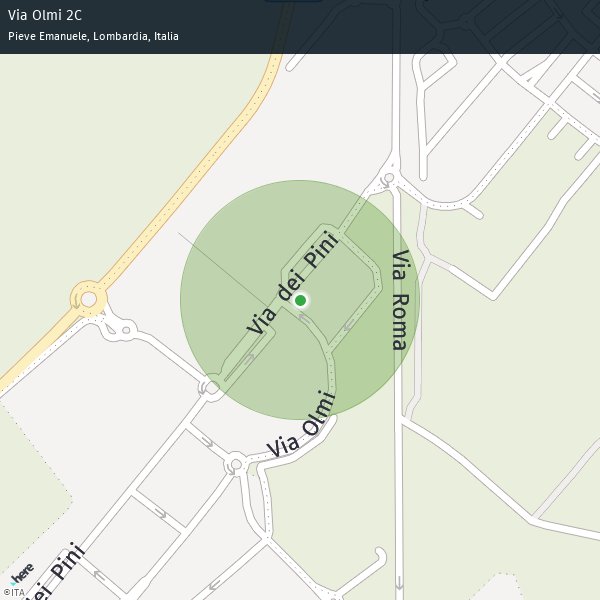 Via Olmi 2C
Pieve Emanuele, Lombardia, Italia
Via dei Pini
Via Roma
Via Olmi
dei Pini
here
©ITA